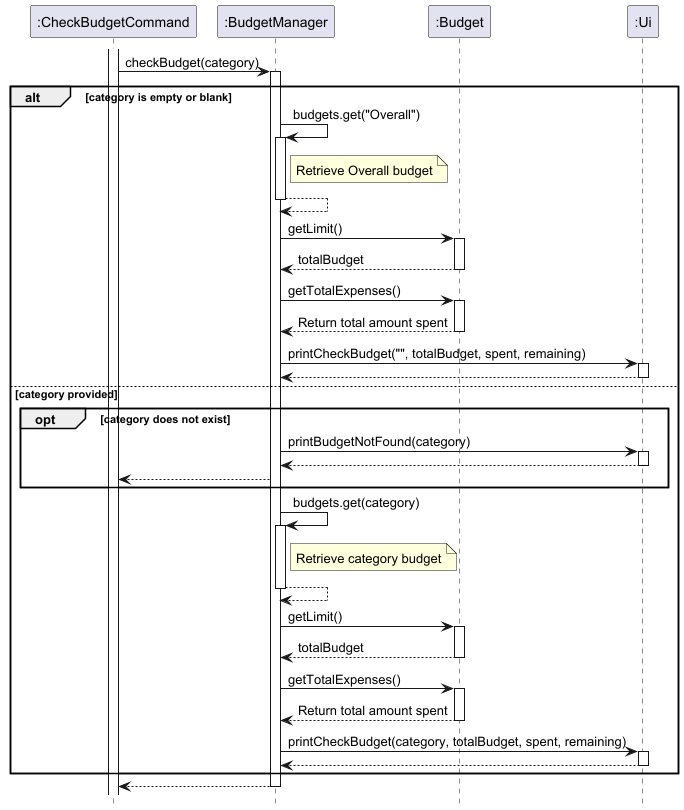 :CheckBudgetCommand
:BudgetManager
:Budget
:Ui
checkBudget(category)
alt
[category is empty or blank]
budgets.get("Overall")
Retrieve Overall budget
getLimit()
totalBudget
getTotalExpenses()
Return total amount spent
printCheckBudget("", totalBudget, spent, remaining)
[category provided]
opt
[category does not exist]
printBudgetNotFound(category)
budgets.get(category)
Retrieve category budget
getLimit()
totalBudget
getTotalExpenses()
Return total amount spent
printCheckBudget(category, totalBudget, spent, remaining)